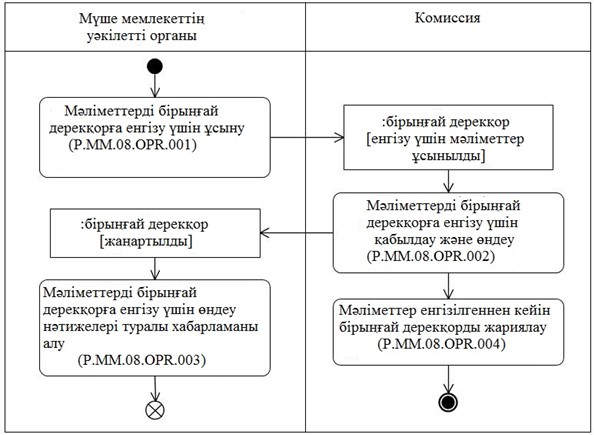 Мүше мемлекеттің
уәкілетті органы
Комиссия
Мәліметтерді бірыңғай
дерекқорға енгізу үшін ұсыну
(P.MM.08.OPR.001)
:бірыңғай дерекқор
[енгізу үшін мәліметтер
ұсынылды]
Мәліметтерді бірыңғай
дерекқорға енгізу үшін
қабылдау және өңдеу
(P.MM.08.OPR.002)
:бірыңғай дерекқор
[жанартылды]
Мәліметтерді бірыңғай
дерекқорға енгізу үшін өңдеу
нәтижелері туралы хабарламаны
алу
(P.MM.08.OPR.003)
Мәліметтер енгізілгеннен кейін
бірыңғай дерекқорды жариялау
(P.MM.08.OPR.004)